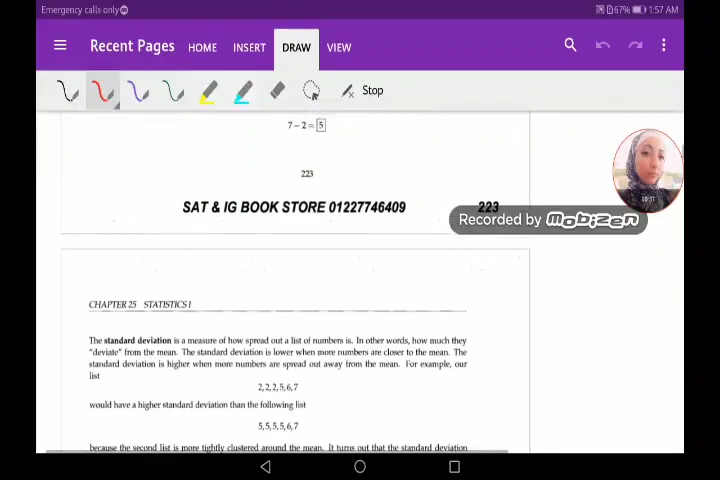 Emergency calls only
67% 1:57 AM
Recent Pages HOME INSERT DRAW VIEW
Stop
7 − 2 = 5
223
SAT & IG BOOK STORE 01227746409 223
Recorded by Mobizen
CHAPTER 25 STATISTICS I
The standard deviation is a measure of how spread out a list of numbers is. In other words, how much they
"deviate" from the mean. The standard deviation is lower when more numbers are closer to the mean. The
standard deviation is higher when more numbers are spread out away from the mean. For example, our
list
2, 2, 2, 5, 6, 7
would have a higher standard deviation than the following list
5, 5, 5, 5, 6, 7
because the second list is more tightly clustered around the mean. It turns out that the standard deviation